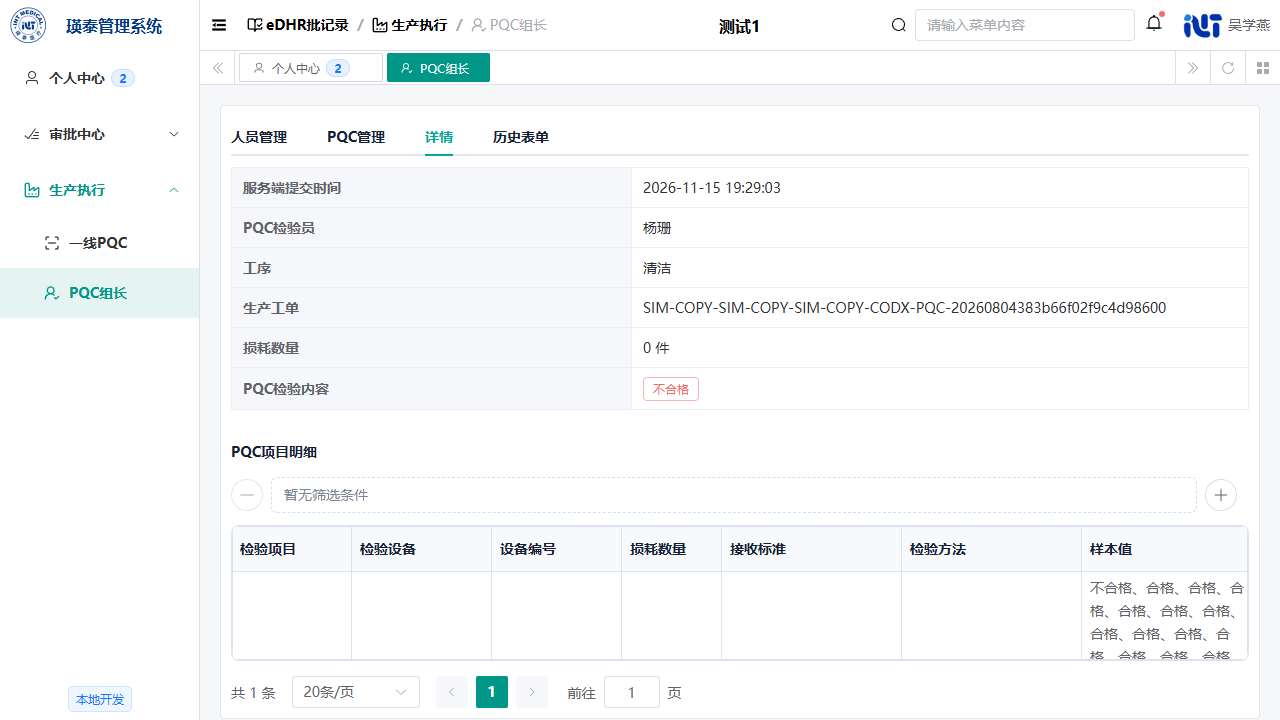 瑛泰管理系统
eDHR批记录 / 生产执行 / PQC组长
测试1
请输入菜单内容
吴学燕
个人中心 2
审批中心
生产执行
一线PQC
PQC组长
本地开发
个人中心 2
PQC组长
人员管理 PQC管理 详情 历史表单
服务端提交时间 2026-11-15 19:29:03
PQC检验员 杨珊
工序 清洁
生产工单 SIM-COPY-SIM-COPY-SIM-COPY-CODX-PQC-20260804383b66f02f9c4d98600
损耗数量 0 件
PQC检验内容 不合格
PQC项目明细
暂无筛选条件
检验项目 检验设备 设备编号 损耗数量 接收标准 检验方法 样本值
不合格、合格、合格、合
格、合格、合格、合格、
合格、合格、合格、合
格、合格、合格、合格
共 1 条 20条/页 1 前往 1 页